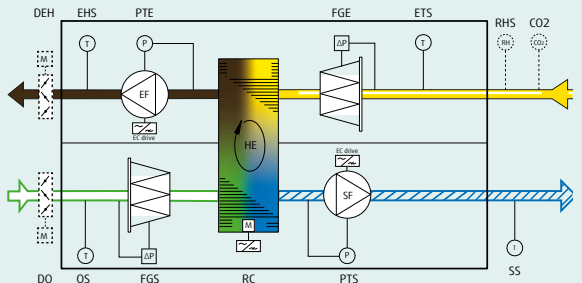 DEH EHS PTE FGE ETS RHS CO2
M T P ΔP T RH CO₂
EF
EC drive
HE
EC drive
SF
M
M T ΔP P T
DO OS FGS RC PTS SS